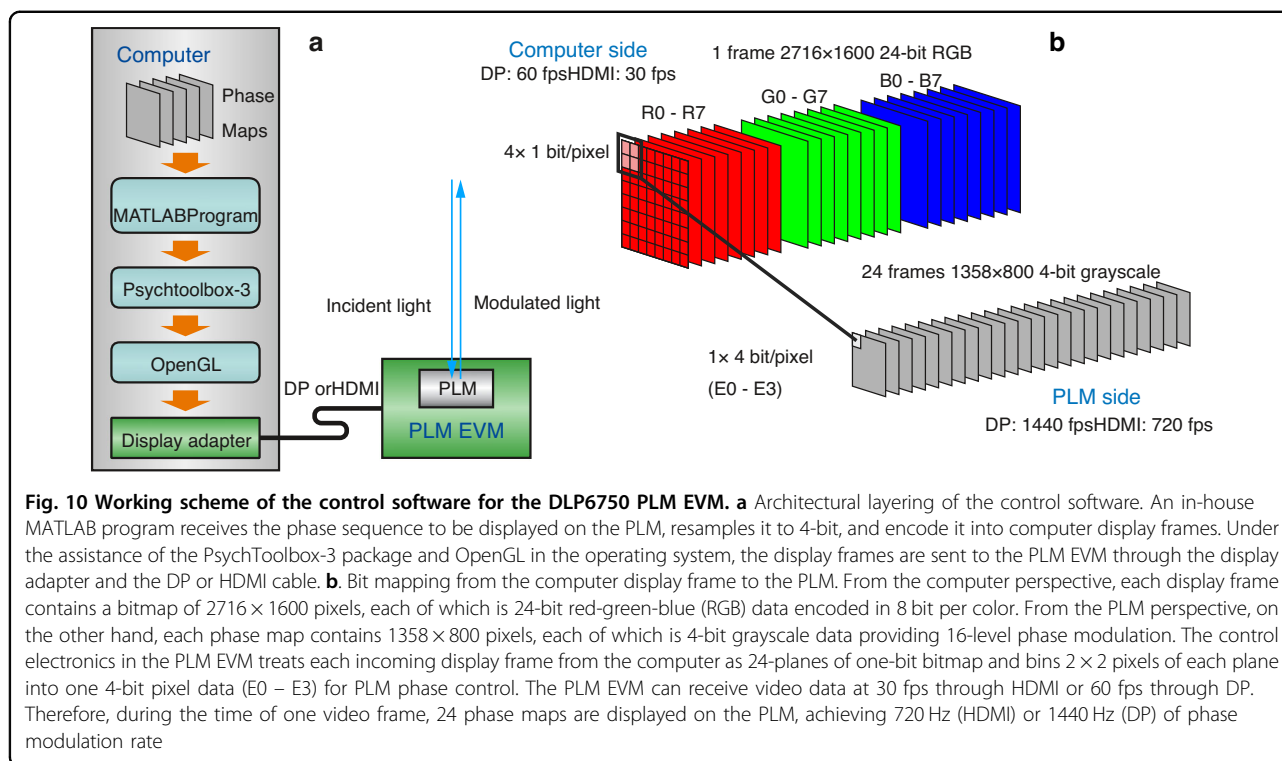 a
Computer
Phase
Maps
MATLABProgram
Psychtoolbox-3
OpenGL
Display adapter
DP orHDMI
Incident light
Modulated light
PLM
PLM EVM
b
Computer side
DP: 60 fpsHDMI: 30 fps
1 frame 2716×1600 24-bit RGB
R0 - R7
G0 - G7
B0 - B7
4× 1 bit/pixel
24 frames 1358×800 4-bit grayscale
1× 4 bit/pixel
(E0 - E3)
PLM side
DP: 1440 fpsHDMI: 720 fps
Fig. 10 Working scheme of the control software for the DLP6750 PLM EVM. a Architectural layering of the control software. An in-house
MATLAB program receives the phase sequence to be displayed on the PLM, resamples it to 4-bit, and encode it into computer display frames. Under
the assistance of the PsychToolbox-3 package and OpenGL in the operating system, the display frames are sent to the PLM EVM through the display
adapter and the DP or HDMI cable. b. Bit mapping from the computer display frame to the PLM. From the computer perspective, each display frame
contains a bitmap of 2716 × 1600 pixels, each of which is 24-bit red-green-blue (RGB) data encoded in 8 bit per color. From the PLM perspective, on
the other hand, each phase map contains 1358 × 800 pixels, each of which is 4-bit grayscale data providing 16-level phase modulation. The control
electronics in the PLM EVM treats each incoming display frame from the computer as 24-planes of one-bit bitmap and bins 2 × 2 pixels of each plane
into one 4-bit pixel data (E0 – E3) for PLM phase control. The PLM EVM can receive video data at 30 fps through HDMI or 60 fps through DP.
Therefore, during the time of one video frame, 24 phase maps are displayed on the PLM, achieving 720 Hz (HDMI) or 1440 Hz (DP) of phase
modulation rate